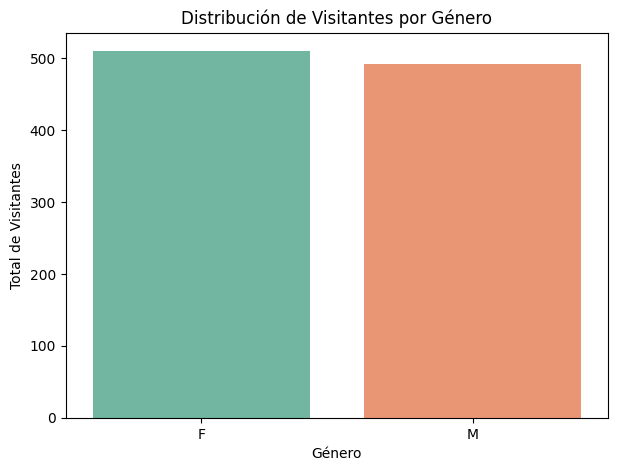 Distribución de Visitantes por Género
Total de Visitantes
500
400
300
200
100
0
F
M
Género